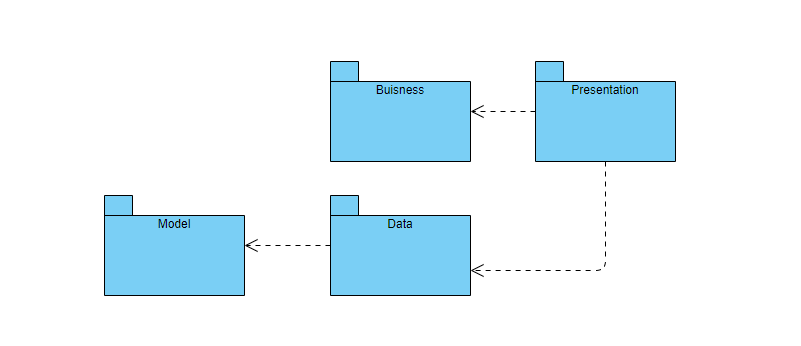 Buisness
Presentation
Model
Data